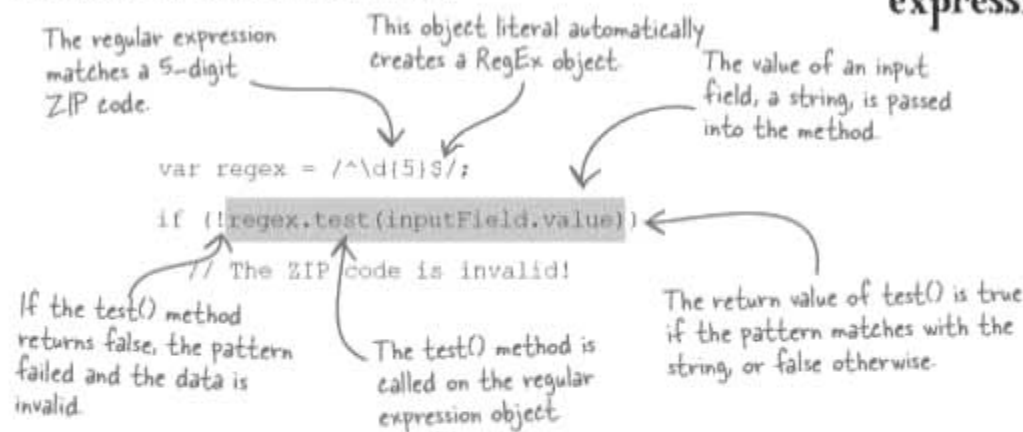 express
The regular expression
matches a 5-digit
ZIP code.
This object literal automatically
creates a RegEx object.
The value of an input
field, a string, is passed
into the method.
var regex = /^\d{5}$/;
if (!regex.test(inputField.value))
// The ZIP code is invalid!
If the test() method
returns false, the pattern
failed and the data is
invalid.
The test() method is
called on the regular
expression object.
The return value of test() is true
if the pattern matches with the
string, or false otherwise.